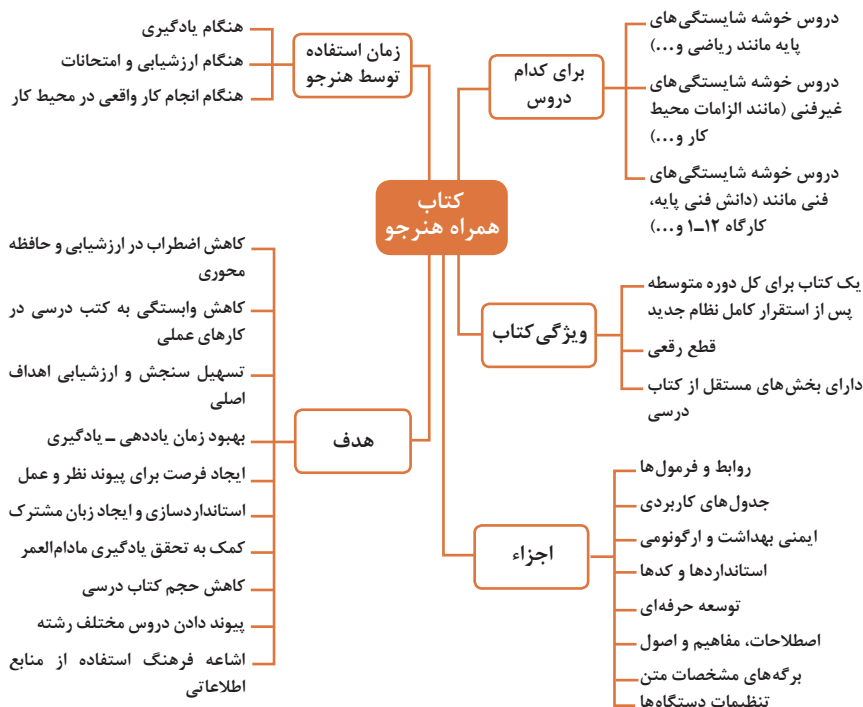 کتاب
همراه هنرجو
برای کدام
دروس
دروس خوشه شایستگی‌های
پایه مانند ریاضی و...)
دروس خوشه شایستگی‌های
غیرفنی (مانند الزامات محیط
کار و...)
دروس خوشه شایستگی‌های
فنی مانند (دانش فنی پایه،
کارگاه ۱۲–۱ و...)
ویژگی کتاب
یک کتاب برای کل دوره متوسطه
پس از استقرار کامل نظام جدید
قطع رقعی
دارای بخش‌های مستقل از کتاب
درسی
اجزاء
روابط و فرمول‌ها
جدول‌های کاربردی
ایمنی بهداشت و ارگونومی
استانداردها و کدها
توسعه حرفه‌ای
اصطلاحات، مفاهیم و اصول
برگه‌های مشخصات متن
تنظیمات دستگاه‌ها
زمان استفاده
توسط هنرجو
هنگام یادگیری
هنگام ارزشیابی و امتحانات
هنگام انجام کار واقعی در محیط کار
هدف
کاهش اضطراب در ارزشیابی و حافظه
محوری
کاهش وابستگی به کتب درسی در
کارهای عملی
تسهیل سنجش و ارزشیابی اهداف
اصلی
بهبود زمان یاددهی – یادگیری
ایجاد فرصت برای پیوند نظر و عمل
استانداردسازی و ایجاد زبان مشترک
کمک به تحقق یادگیری مادام‌العمر
کاهش حجم کتاب درسی
پیوند دادن دروس مختلف رشته
اشاعه فرهنگ استفاده از منابع
اطلاعاتی